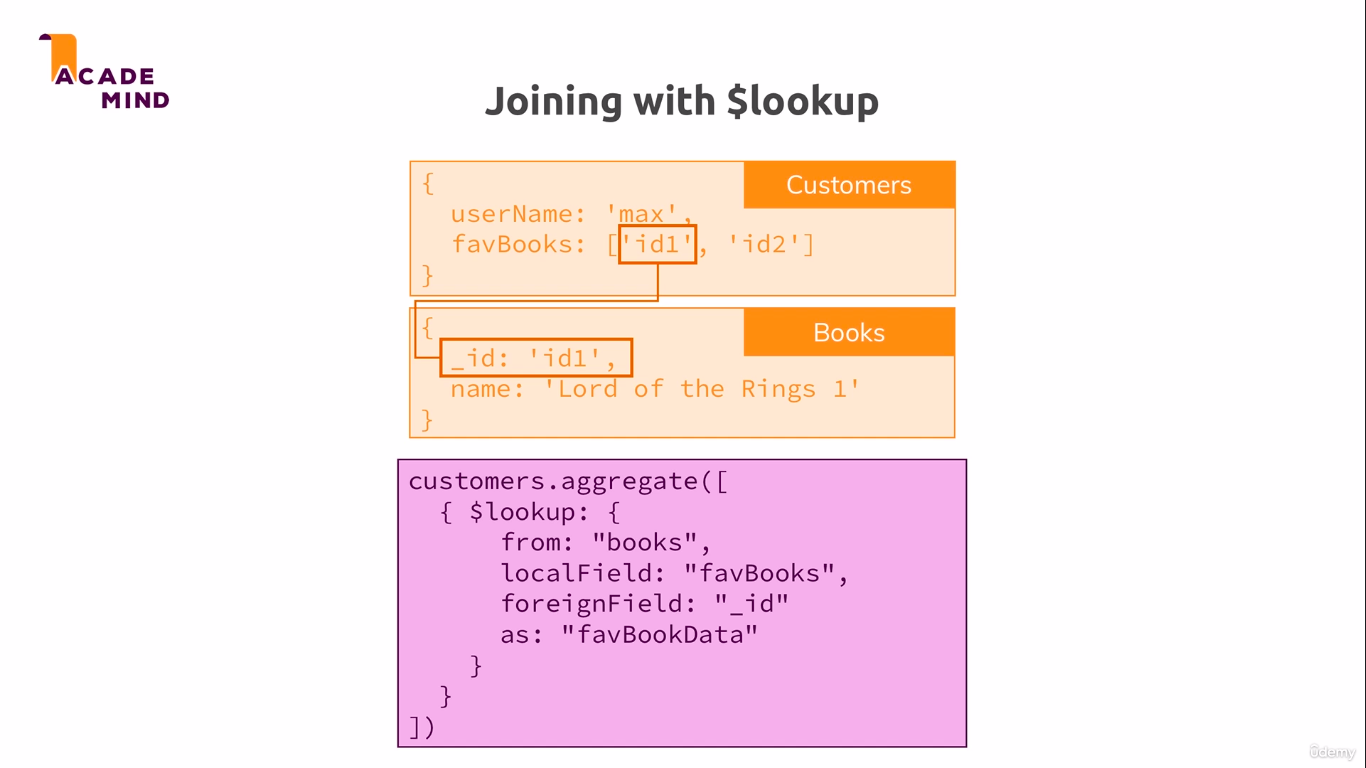 ACADE
MIND
Joining with $lookup
Customers
{
userName: 'max',
favBooks: ['id1', 'id2']
}
Books
{
_id: 'id1',
name: 'Lord of the Rings 1'
}
customers.aggregate([
{ $lookup: {
from: "books",
localField: "favBooks",
foreignField: "_id"
as: "favBookData"
}
}
])
ûdemy